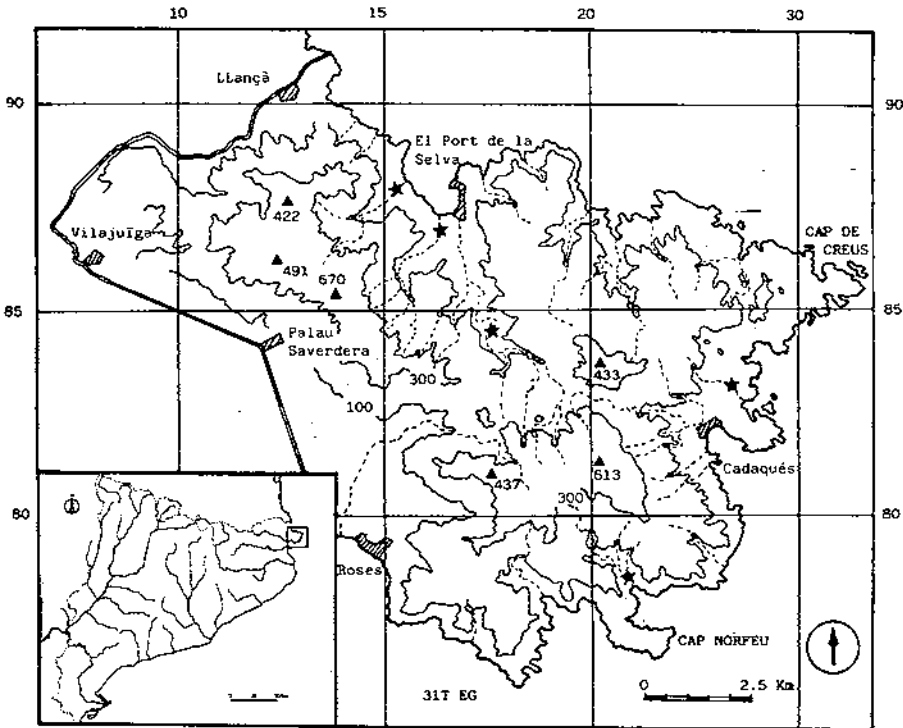 10 15 20 30
LLançà
90 90
El Port de la
Selva
422
Vilajuïga
CAP DE
CREUS
491
670
85 85
Palau
Saverdera
300
433
100
Cadaqués
437
513
300
80 80
Roses
CAP NORFEU
31T EG
0 2.5 Km